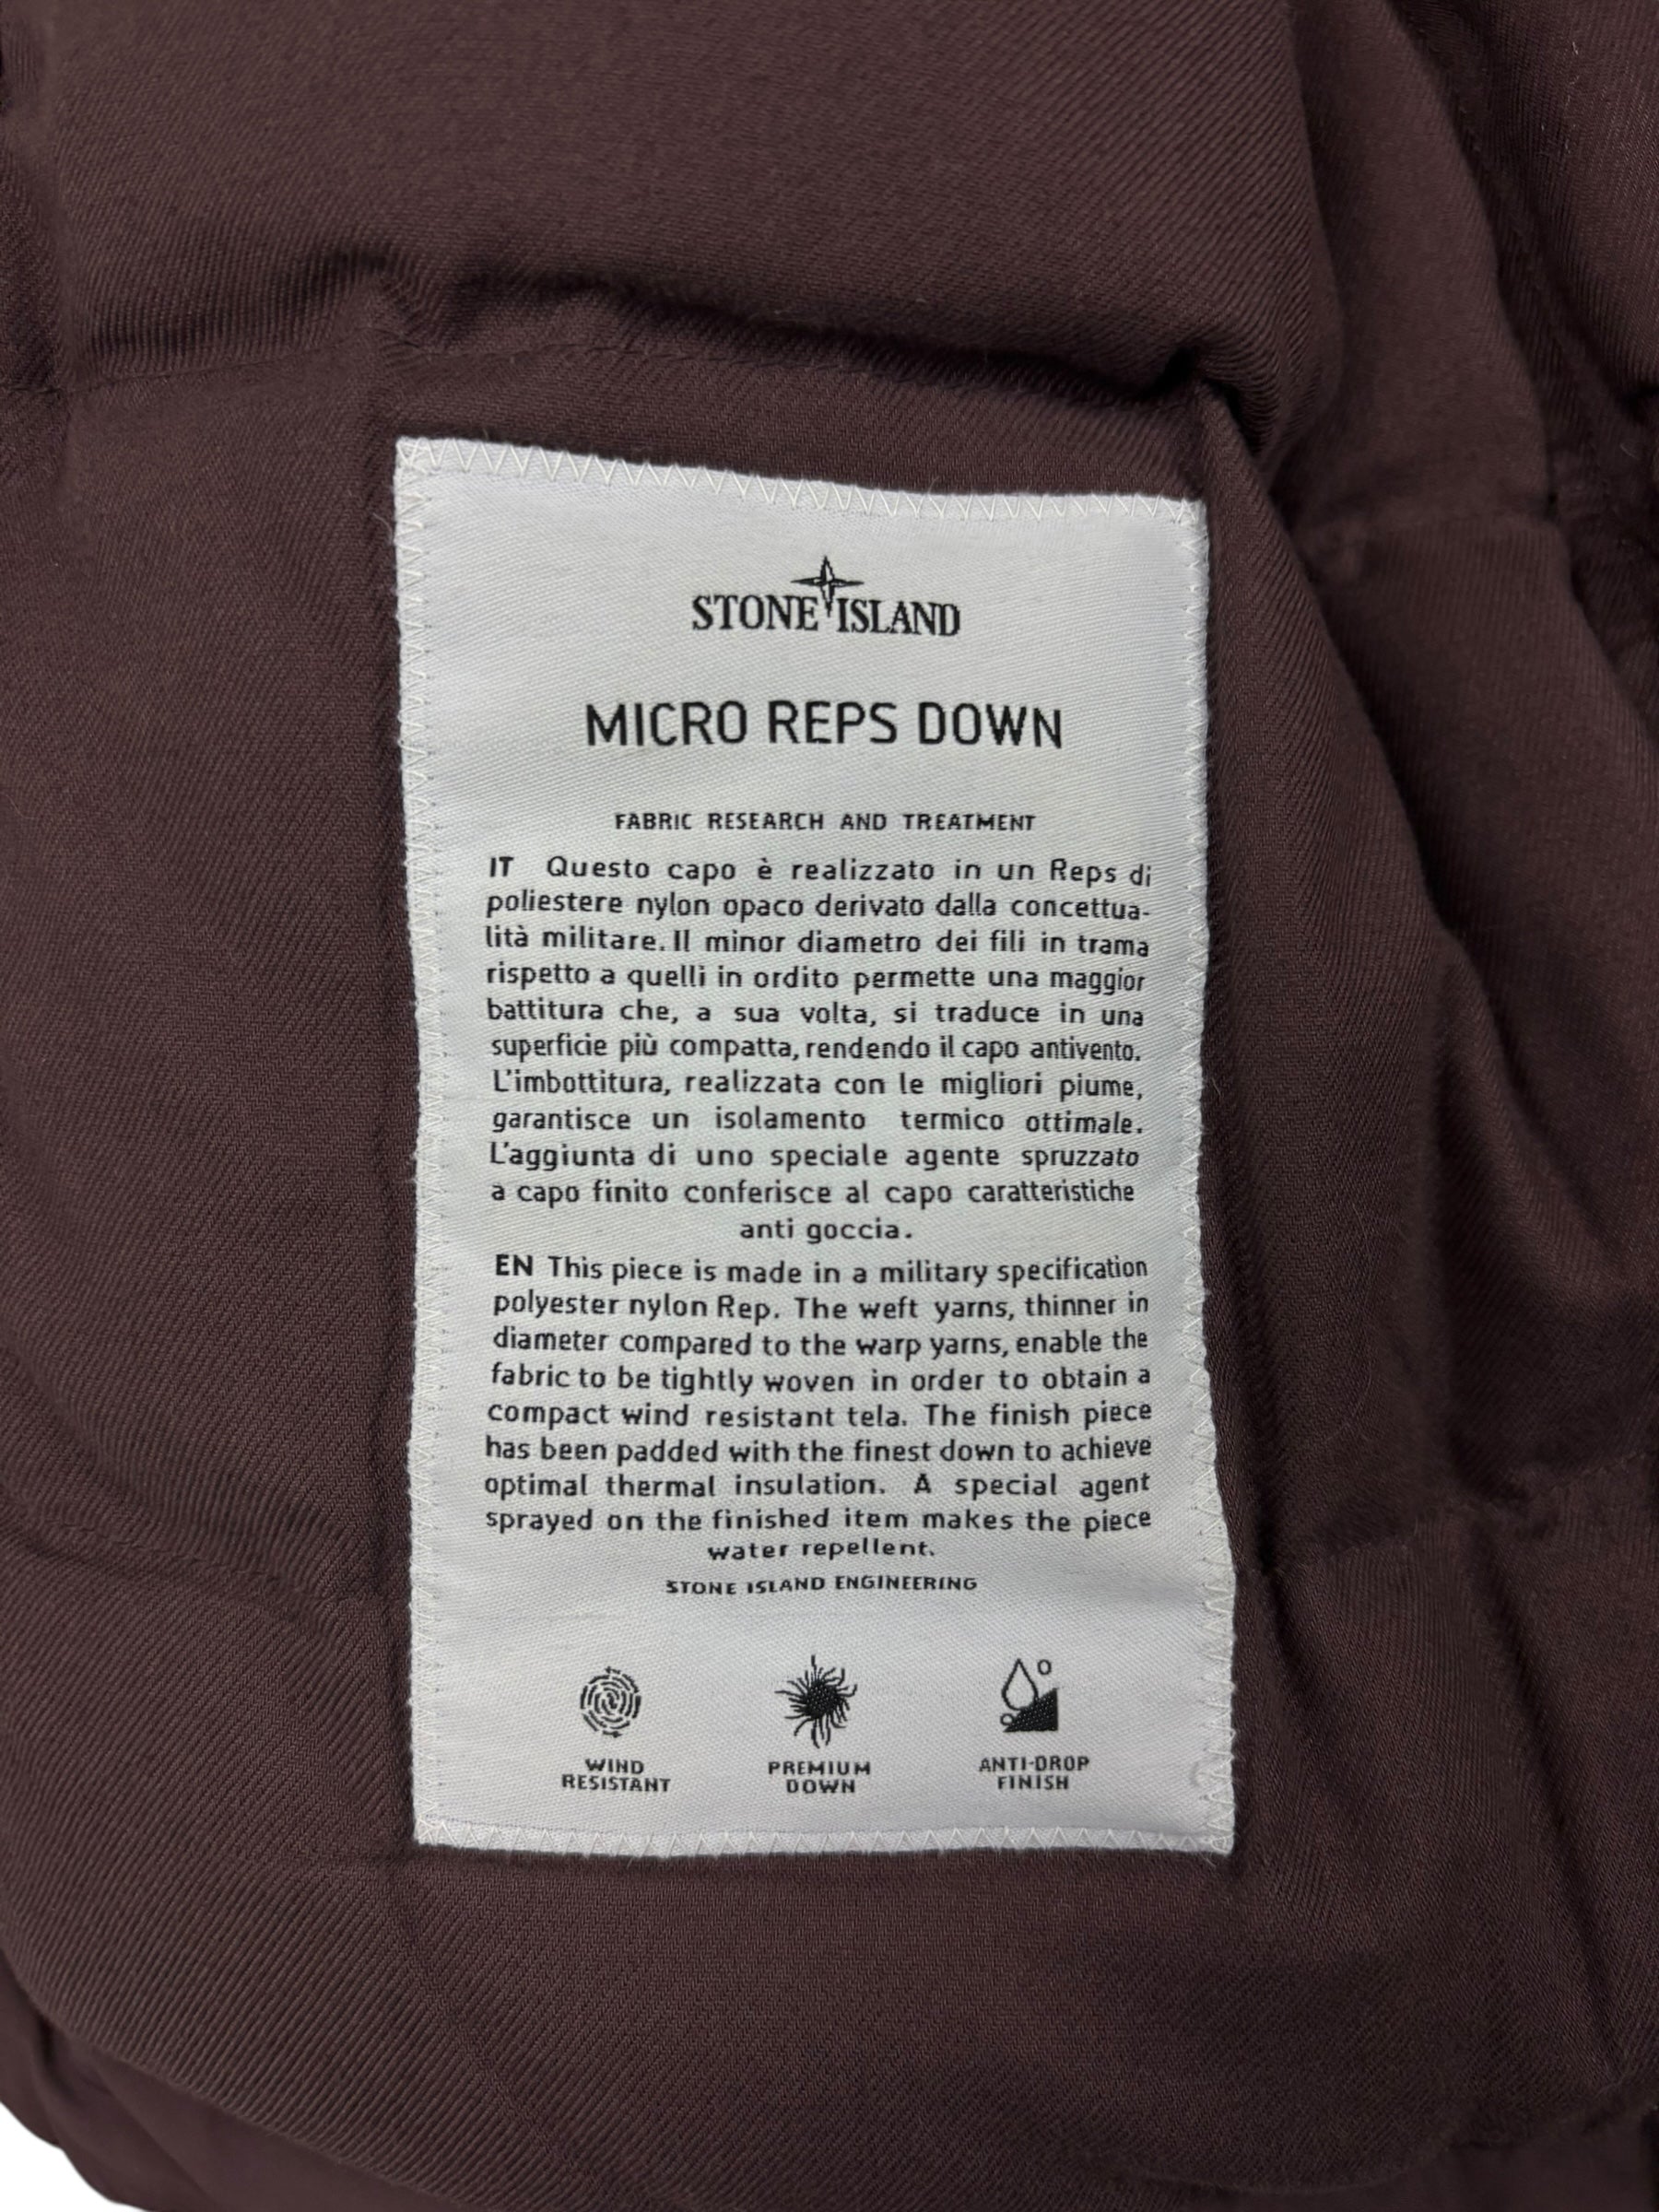 STONE ISLAND
MICRO REPS DOWN
FABRIC RESEARCH AND TREATMENT
IT Questo capo è realizzato in un Reps di
poliestere nylon opaco derivato dalla concettua-
lità militare. Il minor diametro dei fili in trama
rispetto a quelli in ordito permette una maggior
battitura che, a sua volta, si traduce in una
superficie più compatta, rendendo il capo antivento.
L'imbottitura, realizzata con le migliori piume,
garantisce un isolamento termico ottimale.
L'aggiunta di uno speciale agente spruzzato
a capo finito conferisce al capo caratteristiche
anti goccia.
EN This piece is made in a military specification
polyester nylon Rep. The weft yarns, thinner in
diameter compared to the warp yarns, enable the
fabric to be tightly woven in order to obtain a
compact wind resistant tela. The finish piece
has been padded with the finest down to achieve
optimal thermal insulation. A special agent
sprayed on the finished item makes the piece
water repellent.
STONE ISLAND ENGINEERING
WIND
RESISTANT
PREMIUM
DOWN
ANTI-DROP
FINISH